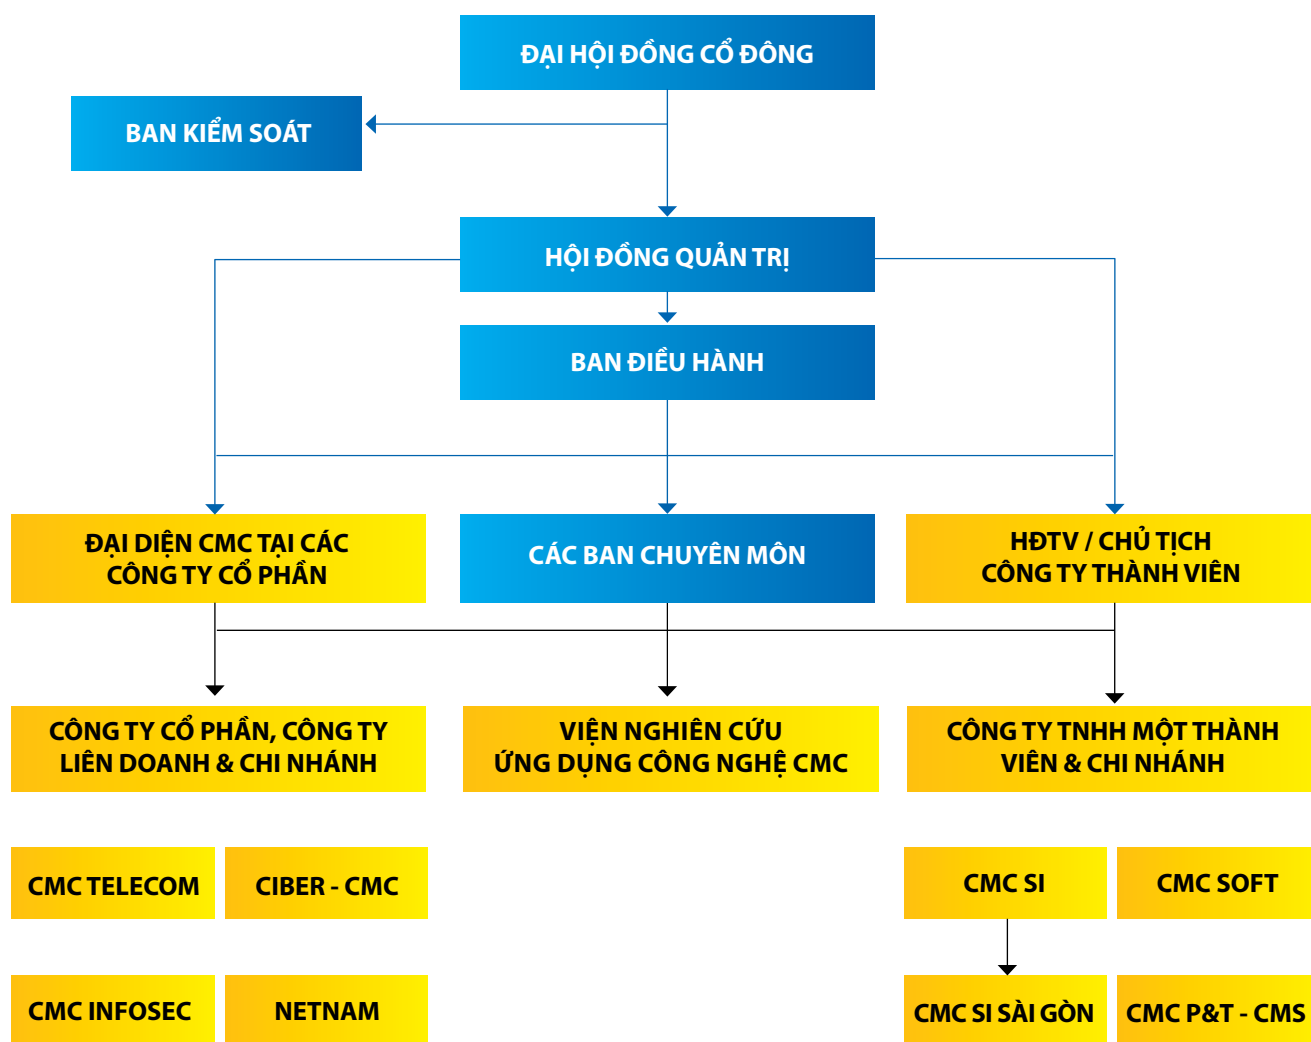 ĐẠI HỘI ĐỒNG CỔ ĐÔNG
BAN KIỂM SOÁT
HỘI ĐỒNG QUẢN TRỊ
BAN ĐIỀU HÀNH
ĐẠI DIỆN CMC TẠI CÁC
CÔNG TY CỔ PHẦN
CÁC BAN CHUYÊN MÔN
HĐTV / CHỦ TỊCH
CÔNG TY THÀNH VIÊN
CÔNG TY CỔ PHẦN, CÔNG TY
LIÊN DOANH & CHI NHÁNH
VIỆN NGHIÊN CỨU
ỨNG DỤNG CÔNG NGHỆ CMC
CÔNG TY TNHH MỘT THÀNH
VIÊN & CHI NHÁNH
CMC TELECOM
CIBER - CMC
CMC SI
CMC SOFT
CMC INFOSEC
NETNAM
CMC SI SÀI GÒN
CMC P&T - CMS